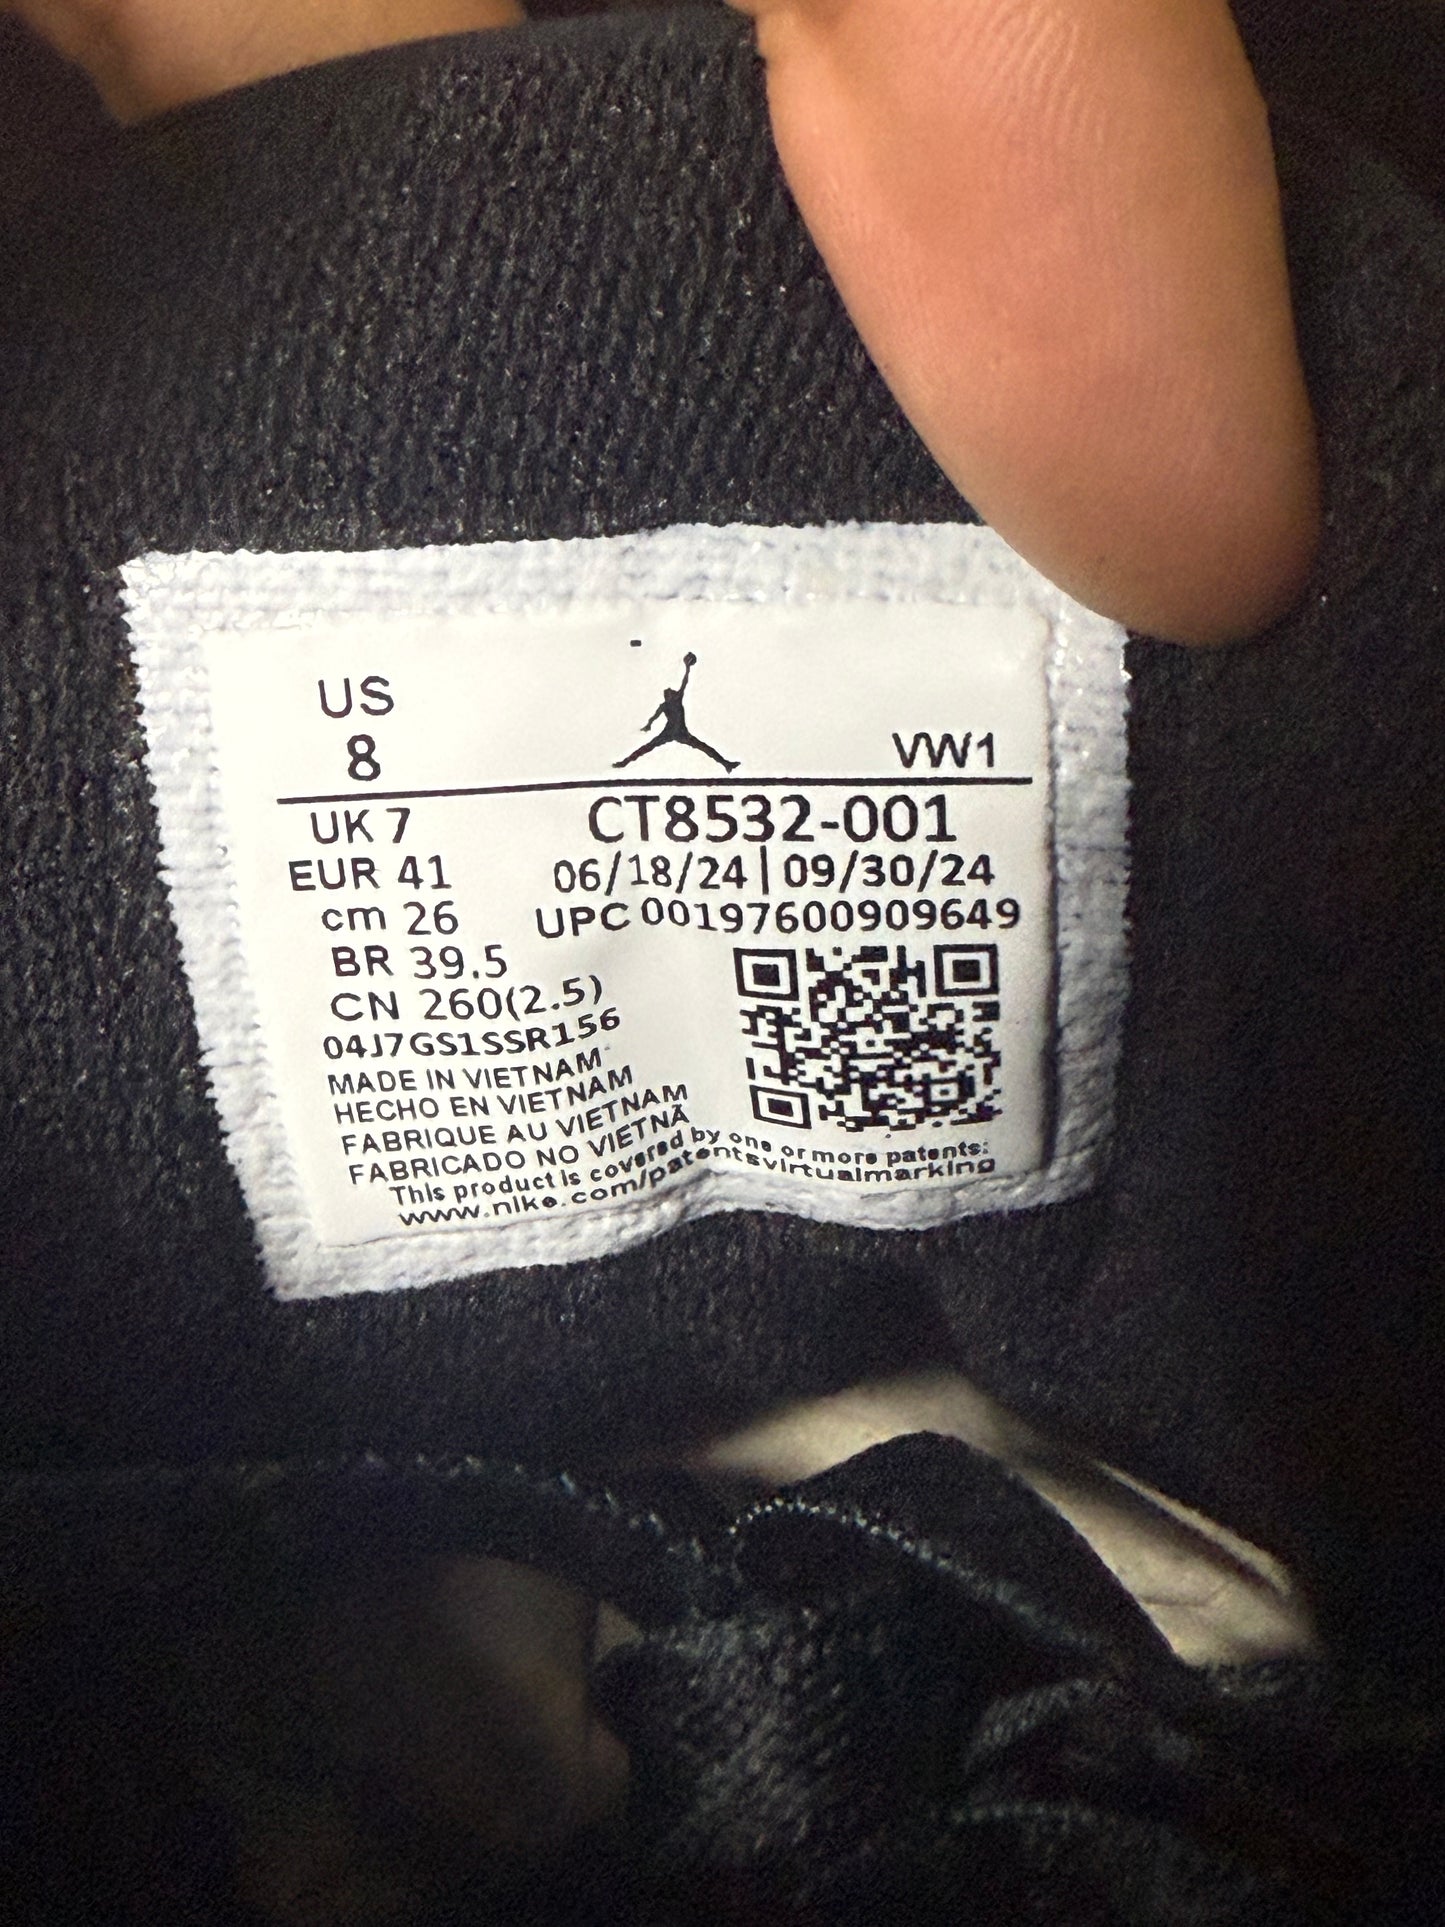 US
8
VW1
UK 7
CT8532-001
EUR 41
06/18/24 | 09/30/24
cm 26
UPC 00197600909649
BR 39.5
CN 260(2.5)
04J7GS1SSR156
MADE IN VIETNAM
HECHO EN VIETNAM
FABRIQUE AU VIETNAM
FABRICADO NO VIETNÃ
This product is covered by one or more patents:
www.nike.com/patentsvirtualmarking